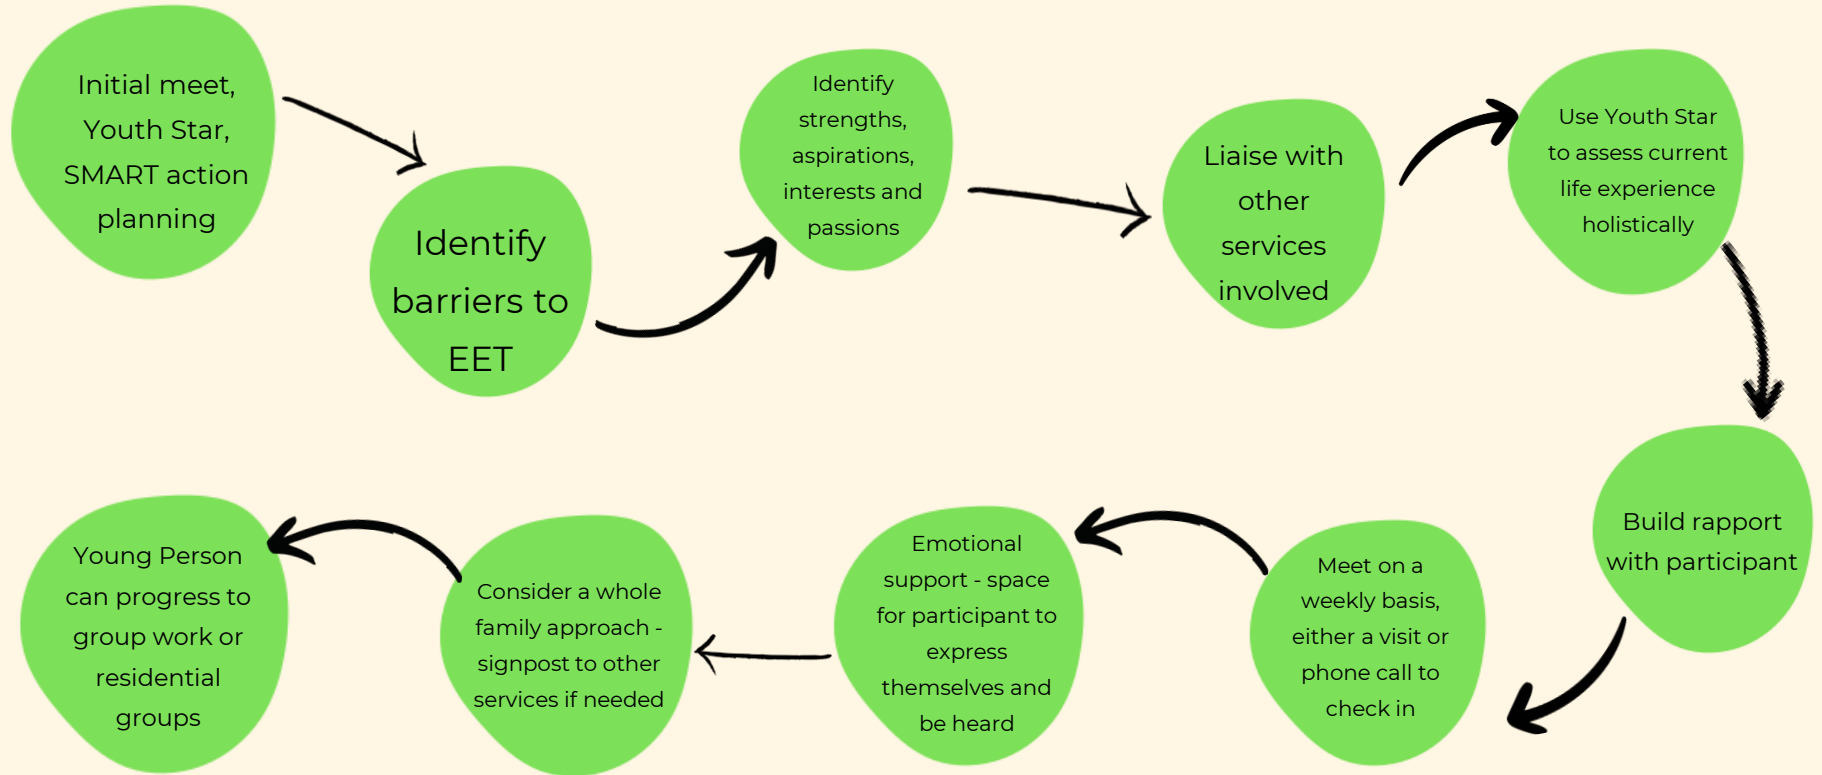 Initial meet,
Youth Star,
SMART action
planning
Identify
barriers to
EET
Identify
strengths,
aspirations,
interests and
passions
Liaise with
other
services
involved
Use Youth Star
to assess current
life experience
holistically
Build rapport
with participant
Meet on a
weekly basis,
either a visit or
phone call to
check in
Emotional
support - space
for participant to
express
themselves and
be heard
Consider a whole
family approach -
signpost to other
services if needed
Young Person
can progress to
group work or
residential
groups